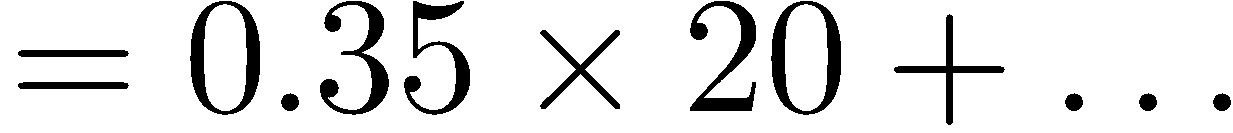 = 0.35 × 20 + . . .